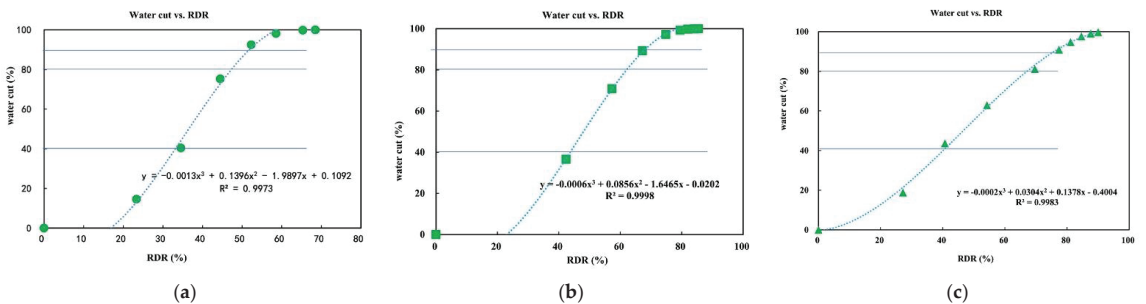 Water cut vs. RDR
100
80
60
40
20
0
water cut (%)
y = -0.0013x³ + 0.1396x² - 1.9897x + 0.1092
R² = 0.9973
0 10 20 30 40 50 60 70 80
RDR (%)
(a)
Water cut vs. RDR
100
80
60
40
20
0
water cut (%)
y = -0.0006x³ + 0.0856x² - 1.6465x - 0.0202
R² = 0.9998
0 20 40 60 80 100
RDR (%)
(b)
Water cut vs. RDR
100
80
60
40
20
0
water cut (%)
y = -0.0002x³ + 0.0304x² + 0.1378x - 0.4004
R² = 0.9983
0 20 40 60 80 100
RDR (%)
(c)